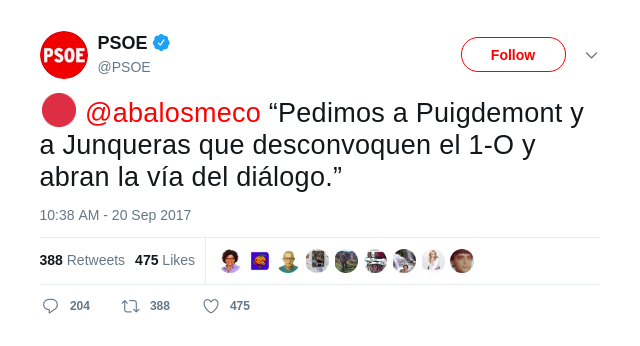 PSOE
PSOE
@PSOE
Follow
@abalosmeco “Pedimos a Puigdemont y
a Junqueras que desconvoquen el 1-O y
abran la vía del diálogo.”
10:38 AM - 20 Sep 2017
388 Retweets 475 Likes
204 388 475